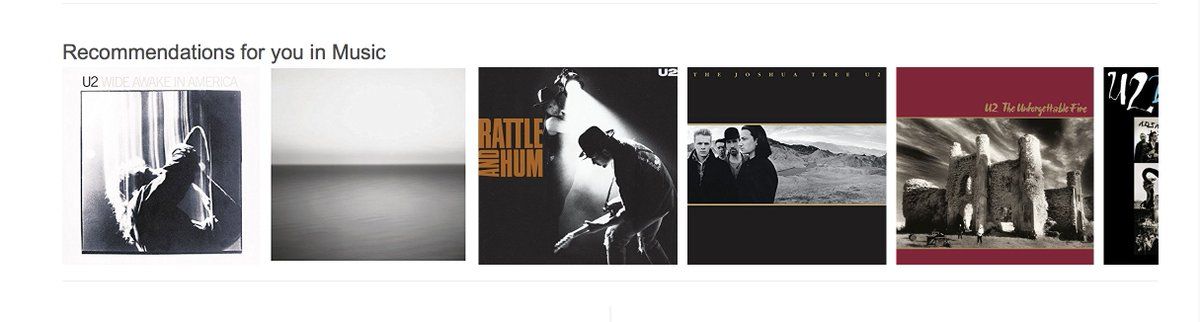 Recommendations for you in Music
U2 WIDE AWAKE IN AMERICA
U2
RATTLE
AND
HUM
THE JOSHUA TREE U2
U2 The Unforgettable Fire
U2